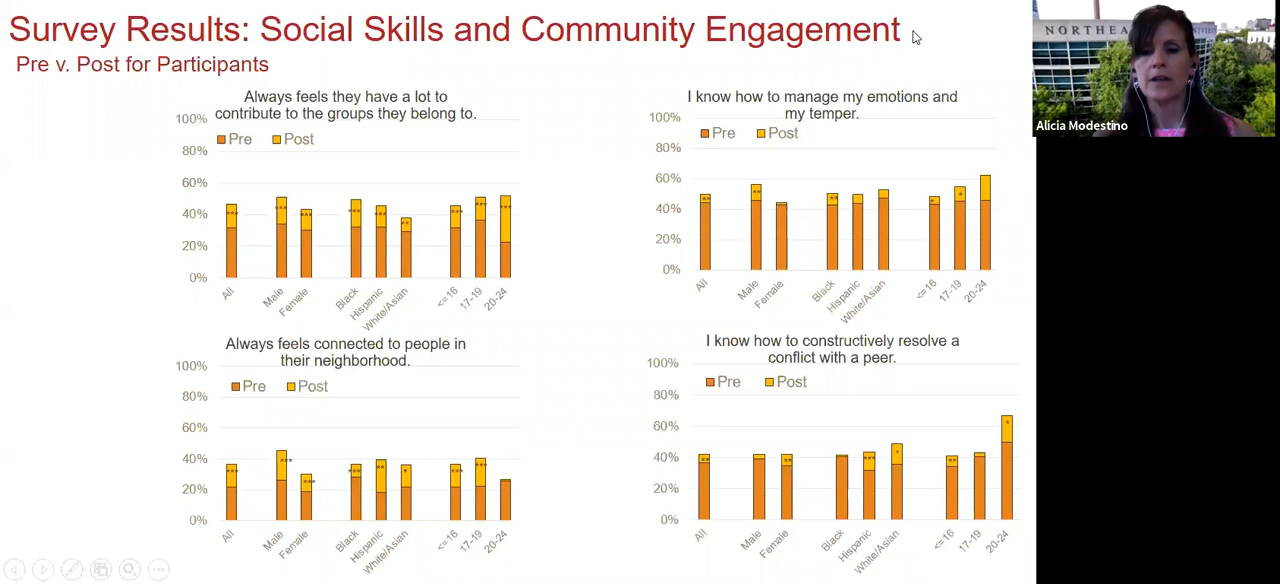 Survey Results: Social Skills and Community Engagement
Pre v. Post for Participants
Always feels they have a lot to
contribute to the groups they belong to.
Pre Post
100%
80%
60%
40%
20%
0%
All
Male
Female
Black
Hispanic
White/Asian
<=16
17-19
20-24
I know how to manage my emotions and
my temper.
Pre Post
100%
80%
60%
40%
20%
0%
All
Male
Female
Black
Hispanic
White/Asian
<=16
17-19
20-24
Always feels connected to people in
their neighborhood.
Pre Post
100%
80%
60%
40%
20%
0%
All
Male
Female
Black
Hispanic
White/Asian
<=16
17-19
20-24
I know how to constructively resolve a
conflict with a peer.
Pre Post
100%
80%
60%
40%
20%
0%
All
Male
Female
Black
Hispanic
White/Asian
<=16
17-19
20-24
NORTHEA
Alicia Modestino